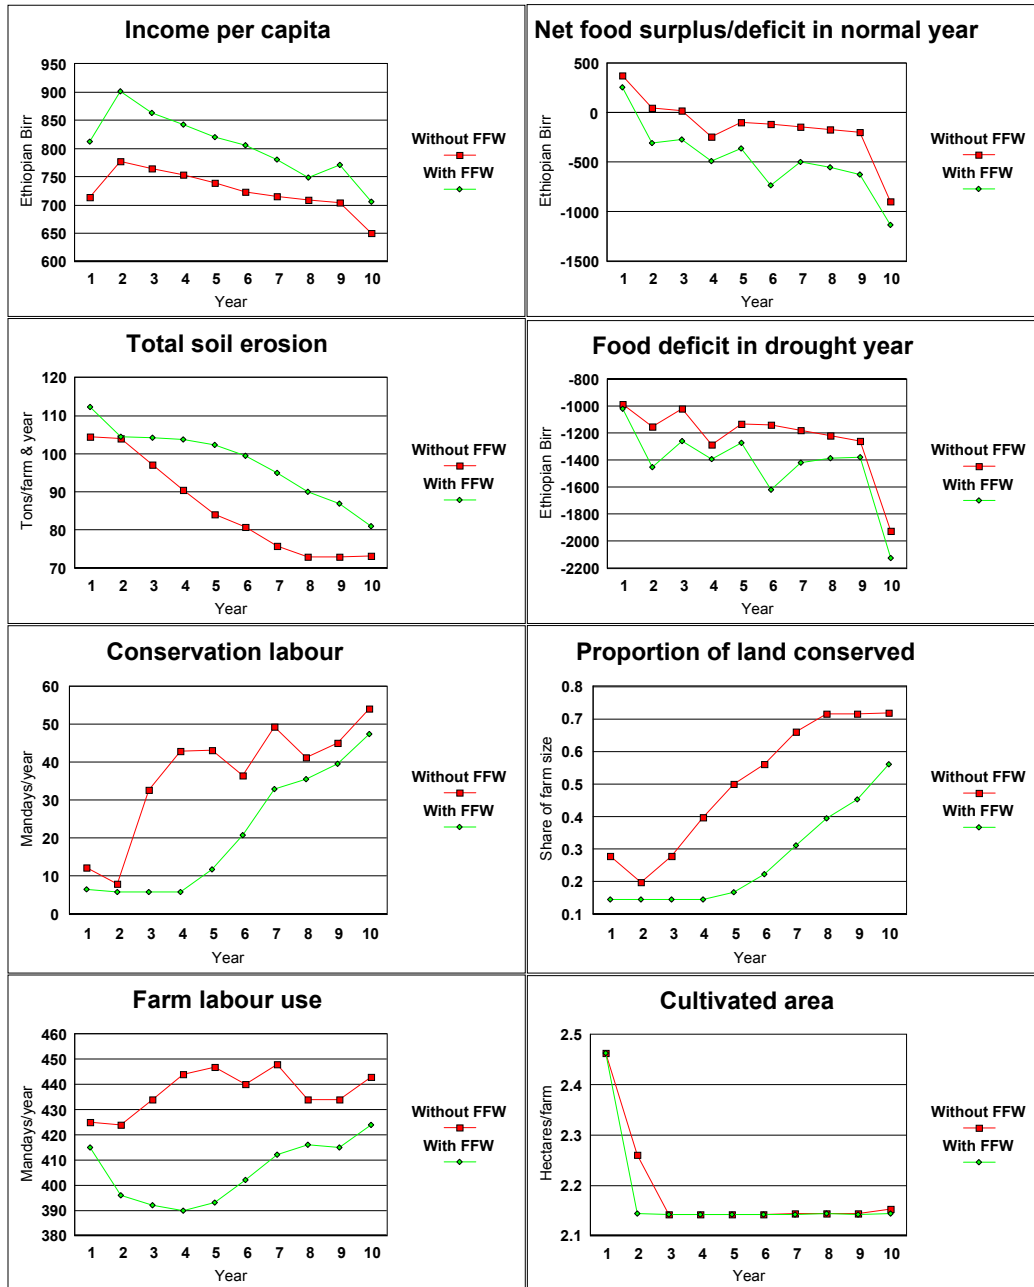 Income per capita
950
900
850
800
750
700
650
600
Ethiopian Birr
1 2 3 4 5 6 7 8 9 10
Year
Without FFW
With FFW
Net food surplus/deficit in normal year
500
0
-500
-1000
-1500
Ethiopian Birr
1 2 3 4 5 6 7 8 9 10
Year
Without FFW
With FFW
Total soil erosion
120
110
100
90
80
70
Tons/farm & year
1 2 3 4 5 6 7 8 9 10
Year
Without FFW
With FFW
Food deficit in drought year
-800
-1000
-1200
-1400
-1600
-1800
-2000
-2200
Ethiopian Birr
1 2 3 4 5 6 7 8 9 10
Year
Without FFW
With FFW
Conservation labour
60
50
40
30
20
10
0
Mandays/year
1 2 3 4 5 6 7 8 9 10
Year
Without FFW
With FFW
Proportion of land conserved
0.8
0.7
0.6
0.5
0.4
0.3
0.2
0.1
Share of farm size
1 2 3 4 5 6 7 8 9 10
Year
Without FFW
With FFW
Farm labour use
460
450
440
430
420
410
400
390
380
Mandays/year
1 2 3 4 5 6 7 8 9 10
Year
Without FFW
With FFW
Cultivated area
2.5
2.4
2.3
2.2
2.1
Hectares/farm
1 2 3 4 5 6 7 8 9 10
Year
Without FFW
With FFW